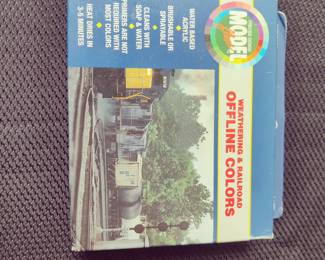 MODEL
WATER BASED
ACRYLIC
BRUSHABLE OR
SPRAYABLE
CLEANS WITH
SOAP & WATER
PRIMERS ARE NOT
REQUIRED WITH
MOST COLORS
HEAT DRIES IN
3-5 MINUTES
WEATHERING & RAILROAD
OFFLINE COLORS